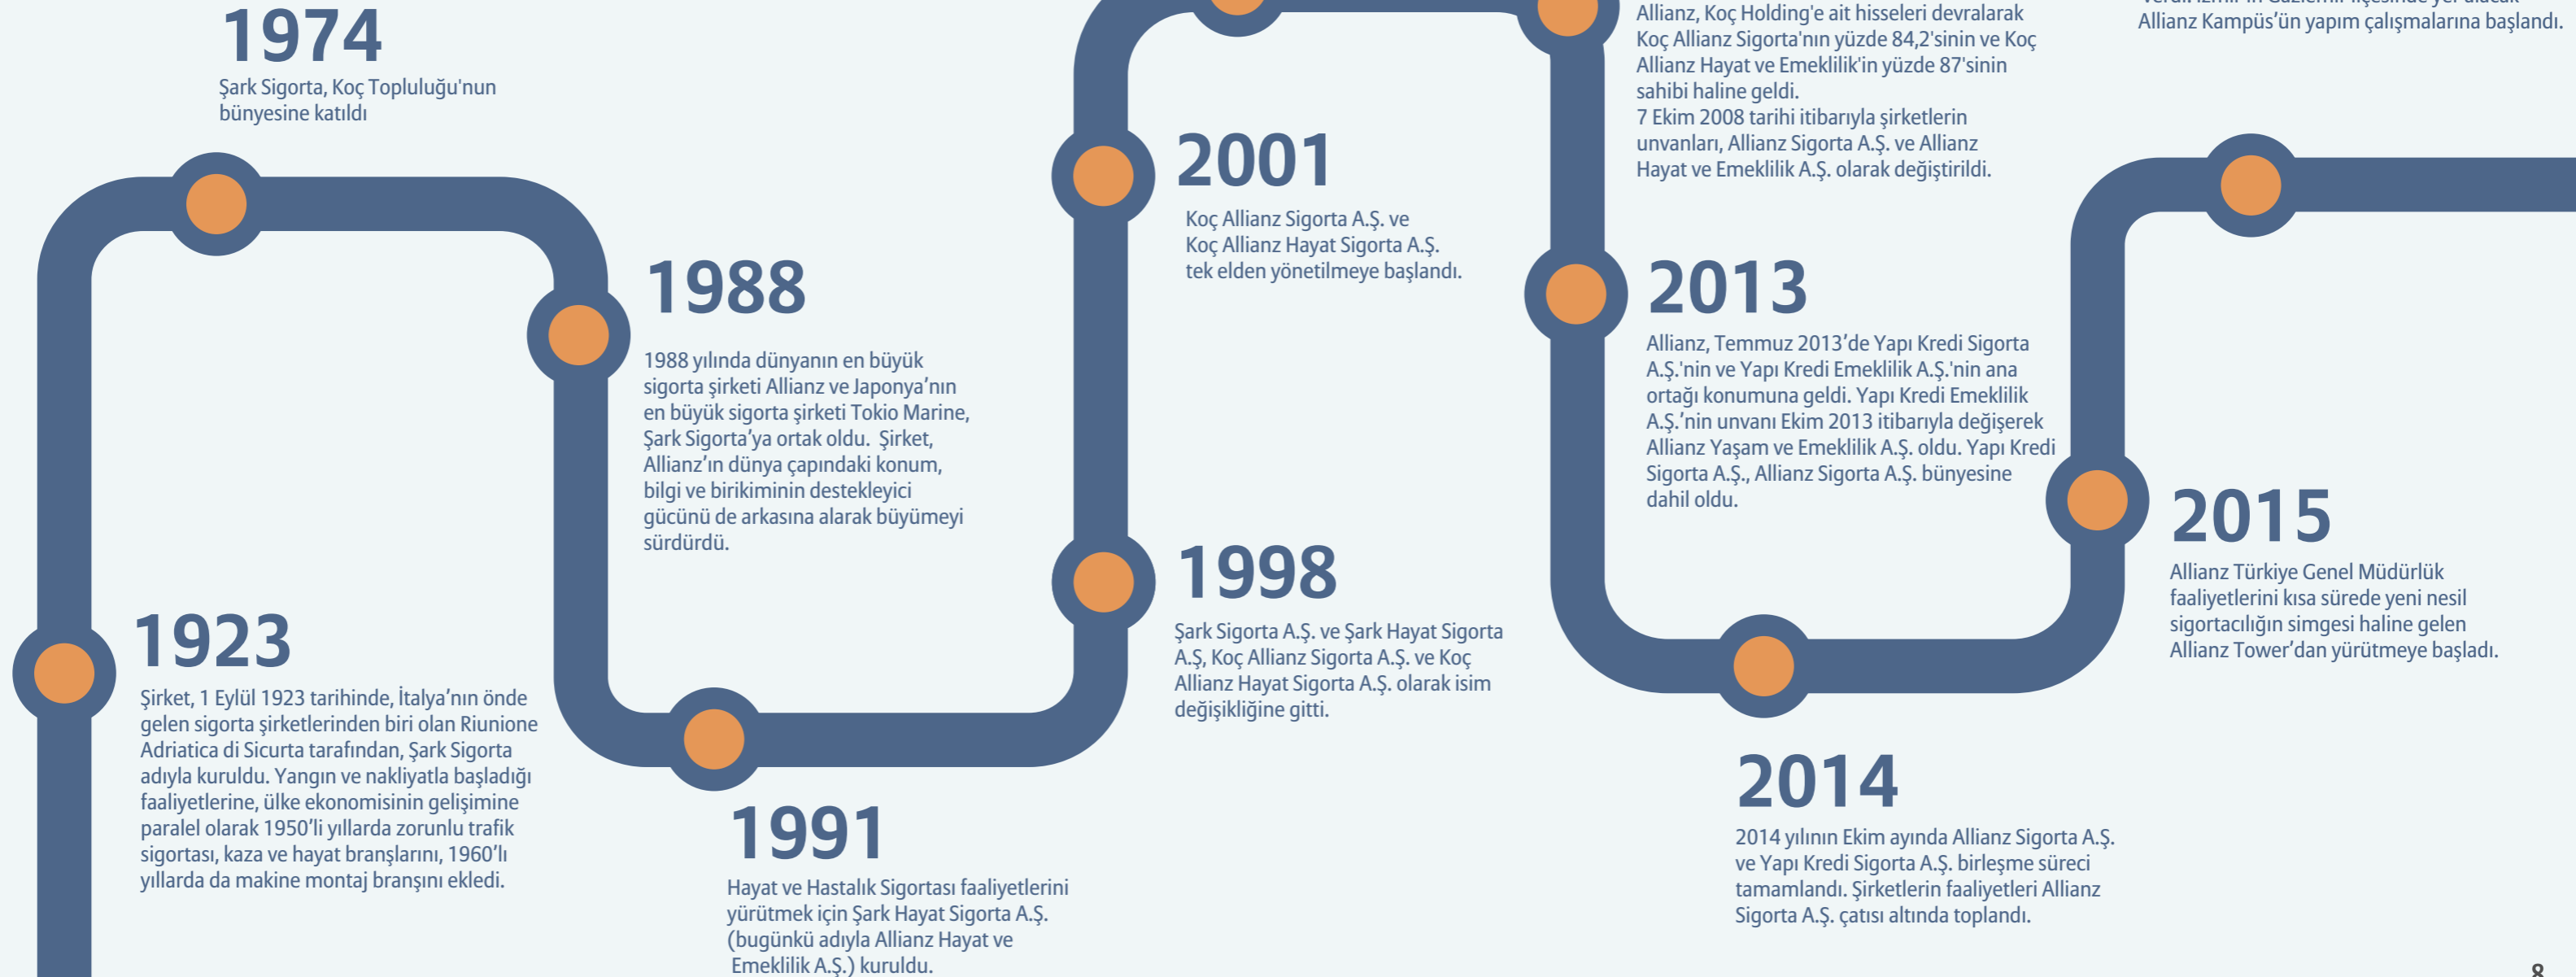 1974
Şark Sigorta, Koç Topluluğu'nun
bünyesine katıldı
1923
Şirket, 1 Eylül 1923 tarihinde, İtalya’nın önde
gelen sigorta şirketlerinden biri olan Riunione
Adriatica di Sicurta tarafından, Şark Sigorta
adıyla kuruldu. Yangın ve nakliyatla başladığı
faaliyetlerine, ülke ekonomisinin gelişimine
paralel olarak 1950’li yıllarda zorunlu trafik
sigortası, kaza ve hayat branşlarını, 1960’lı
yıllarda da makine montaj branşını ekledi.
1988
1988 yılında dünyanın en büyük
sigorta şirketi Allianz ve Japonya’nın
en büyük sigorta şirketi Tokio Marine,
Şark Sigorta’ya ortak oldu. Şirket,
Allianz’ın dünya çapındaki konum,
bilgi ve birikiminin destekleyici
gücünü de arkasına alarak büyümeyi
sürdürdü.
1991
Hayat ve Hastalık Sigortası faaliyetlerini
yürütmek için Şark Hayat Sigorta A.Ş.
(bugünkü adıyla Allianz Hayat ve
Emeklilik A.Ş.) kuruldu.
1998
Şark Sigorta A.Ş. ve Şark Hayat Sigorta
A.Ş, Koç Allianz Sigorta A.Ş. ve Koç
Allianz Hayat Sigorta A.Ş. olarak isim
değişikliğine gitti.
2001
Koç Allianz Sigorta A.Ş. ve
Koç Allianz Hayat Sigorta A.Ş.
tek elden yönetilmeye başlandı.
Allianz, Koç Holding'e ait hisseleri devralarak
Koç Allianz Sigorta'nın yüzde 84,2'sinin ve Koç
Allianz Hayat ve Emeklilik'in yüzde 87'sinin
sahibi haline geldi.
7 Ekim 2008 tarihi itibarıyla şirketlerin
unvanları, Allianz Sigorta A.Ş. ve Allianz
Hayat ve Emeklilik A.Ş. olarak değiştirildi.
2013
Allianz, Temmuz 2013’de Yapı Kredi Sigorta
A.Ş.'nin ve Yapı Kredi Emeklilik A.Ş.'nin ana
ortağı konumuna geldi. Yapı Kredi Emeklilik
A.Ş.’nin unvanı Ekim 2013 itibarıyla değişerek
Allianz Yaşam ve Emeklilik A.Ş. oldu. Yapı Kredi
Sigorta A.Ş., Allianz Sigorta A.Ş. bünyesine
dahil oldu.
2014
2014 yılının Ekim ayında Allianz Sigorta A.Ş.
ve Yapı Kredi Sigorta A.Ş. birleşme süreci
tamamlandı. Şirketlerin faaliyetleri Allianz
Sigorta A.Ş. çatısı altında toplandı.
2015
Allianz Türkiye Genel Müdürlük
faaliyetlerini kısa sürede yeni nesil
sigortacılığın simgesi haline gelen
Allianz Tower’dan yürütmeye başladı.
Allianz Kampüs’ün yapım çalışmalarına başlandı.
8